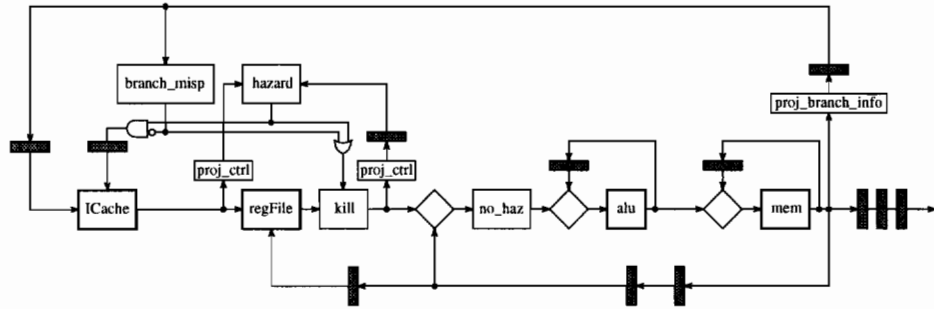 branch_misp
hazard
proj_branch_info
proj_ctrl
proj_ctrl
ICache
regFile
kill
no_haz
alu
mem